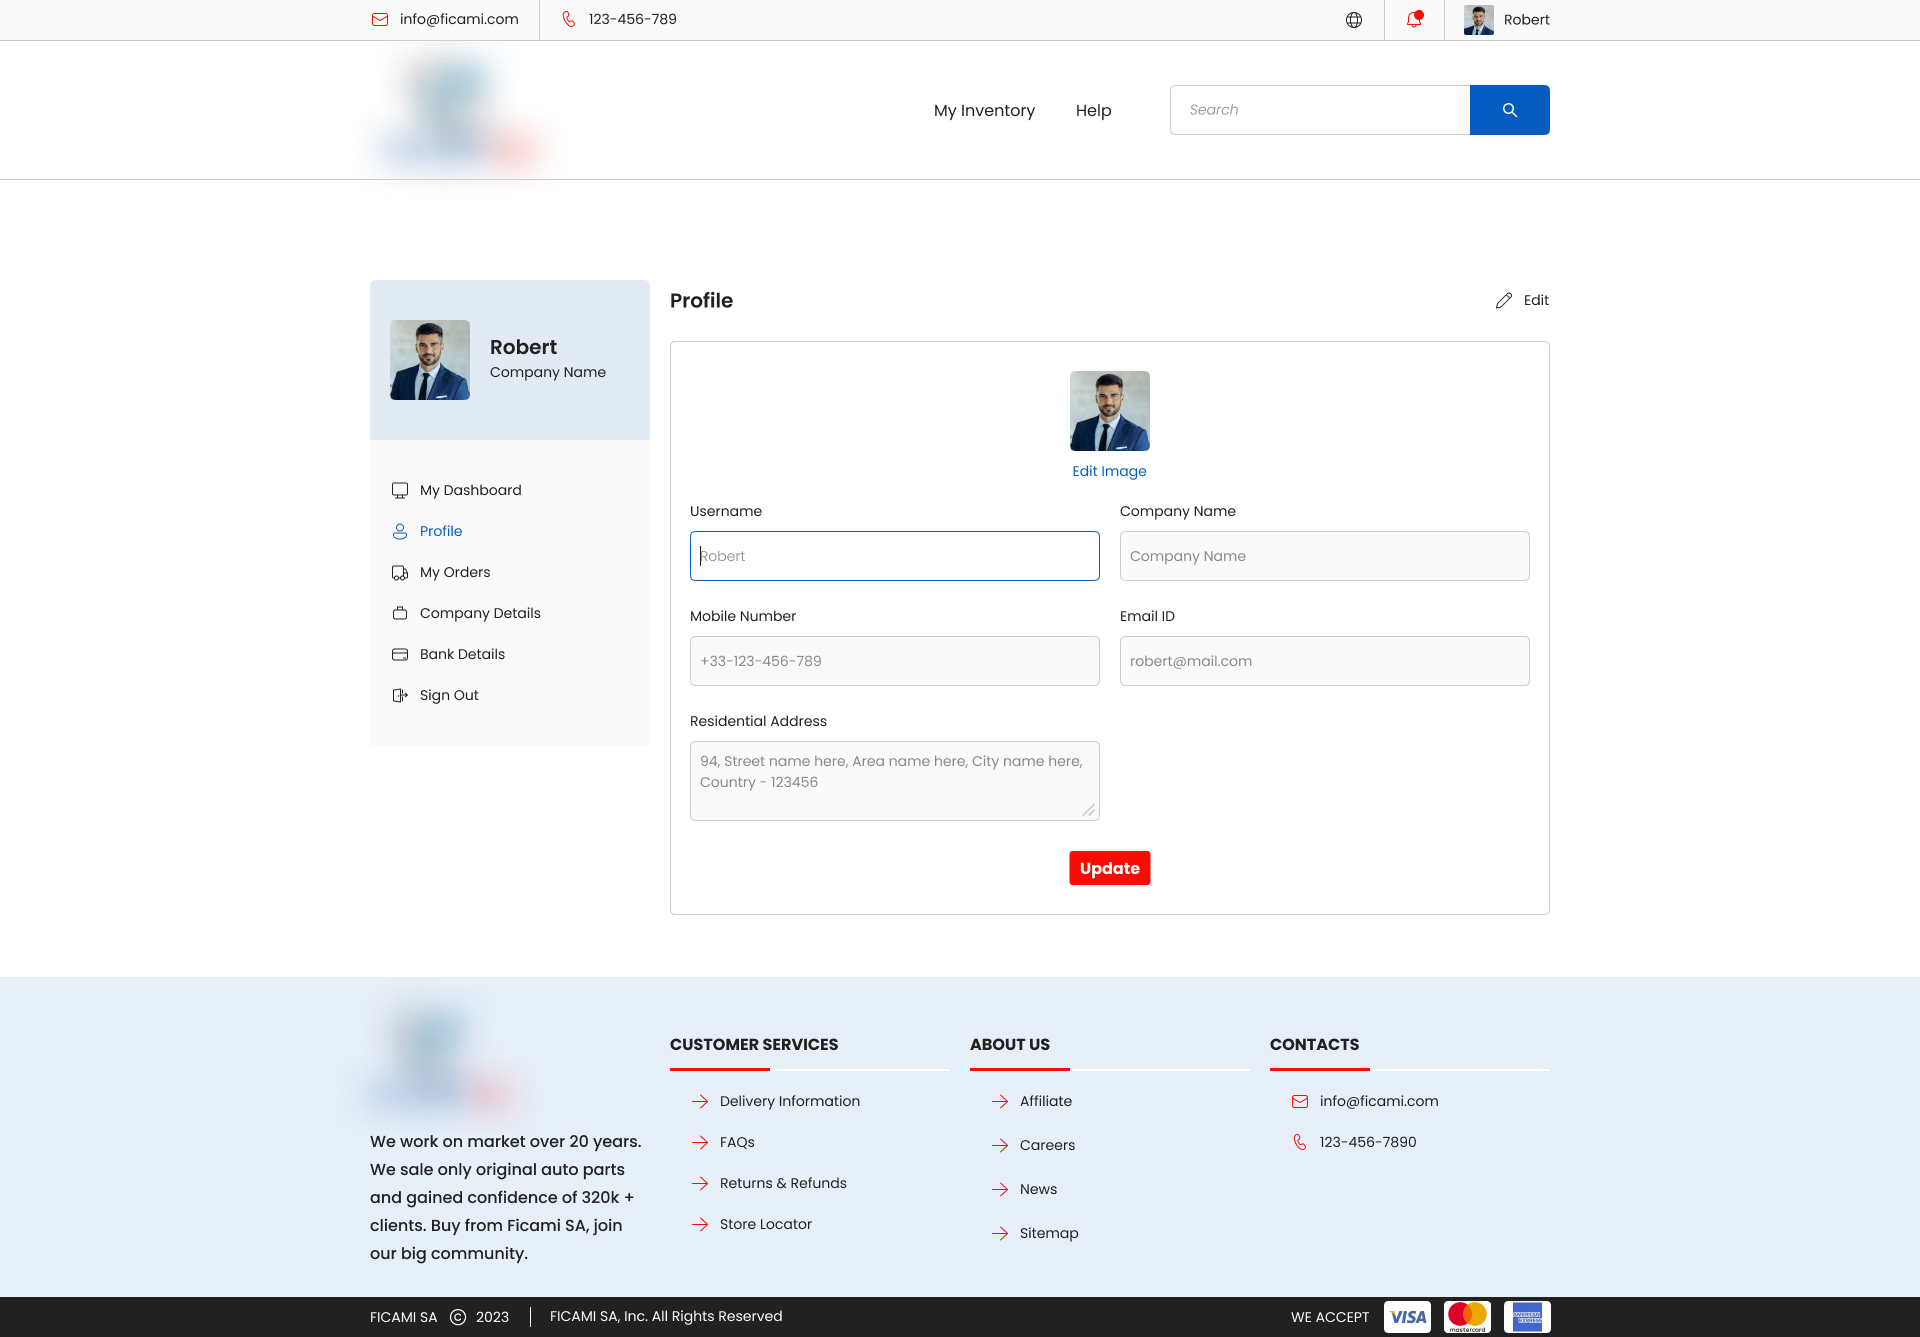 info@ficami.com
123-456-789
Robert
My Inventory
Help
Search
Robert
Company Name
My Dashboard
Profile
My Orders
Company Details
Bank Details
Sign Out
Profile
Edit
Edit Image
Username
Robert
Company Name
Company Name
Mobile Number
+33-123-456-789
Email ID
robert@mail.com
Residential Address
94, Street name here, Area name here, City name here,
Country - 123456
Update
We work on market over 20 years.
We sale only original auto parts
and gained confidence of 320k +
clients. Buy from Ficami SA, join
our big community.
CUSTOMER SERVICES
Delivery Information
FAQs
Returns & Refunds
Store Locator
ABOUT US
Affiliate
Careers
News
Sitemap
CONTACTS
info@ficami.com
123-456-7890
FICAMI SA © 2023
FICAMI SA, Inc. All Rights Reserved
WE ACCEPT
VISA
mastercard
AMERICAN
EXPRESS